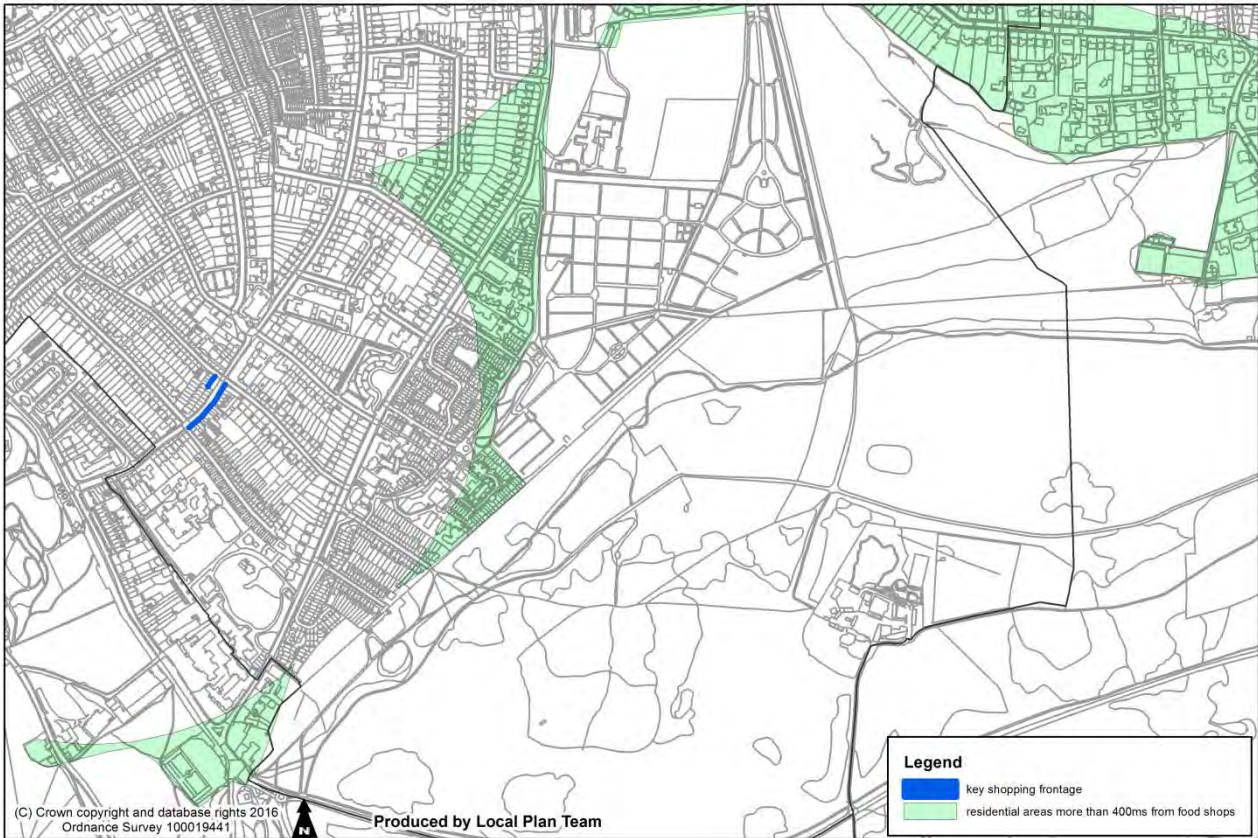 Legend
key shopping frontage
residential areas more than 400ms from food shops
(C) Crown copyright and database rights 2016
Ordnance Survey 100019441
N
Produced by Local Plan Team